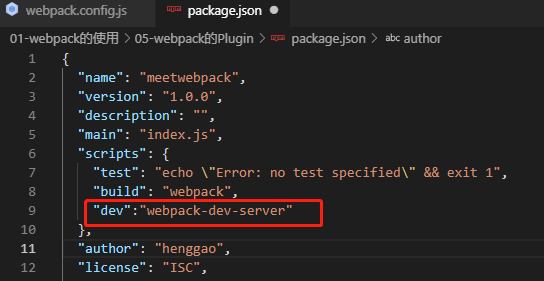 webpack.config.js package.json
01-webpack的使用 > 05-webpack的Plugin > package.json > abc author
1 {
2 "name": "meetwebpack",
3 "version": "1.0.0",
4 "description": "",
5 "main": "index.js",
6 "scripts": {
7 "test": "echo \"Error: no test specified\" && exit 1",
8 "build": "webpack",
9 "dev":"webpack-dev-server"
10 },
11 "author": "henggao",
12 "license": "ISC",